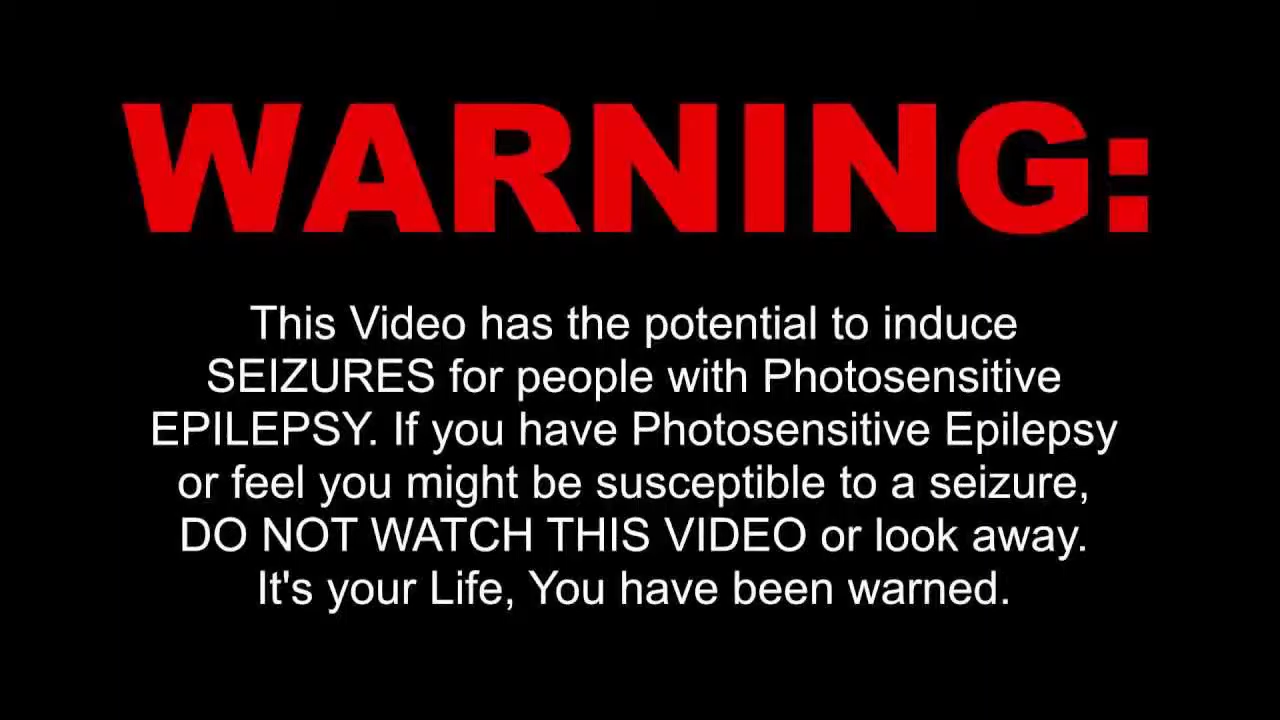 WARNING:
This Video has the potential to induce
SEIZURES for people with Photosensitive
EPILEPSY. If you have Photosensitive Epilepsy
or feel you might be susceptible to a seizure,
DO NOT WATCH THIS VIDEO or look away.
It's your Life, You have been warned.